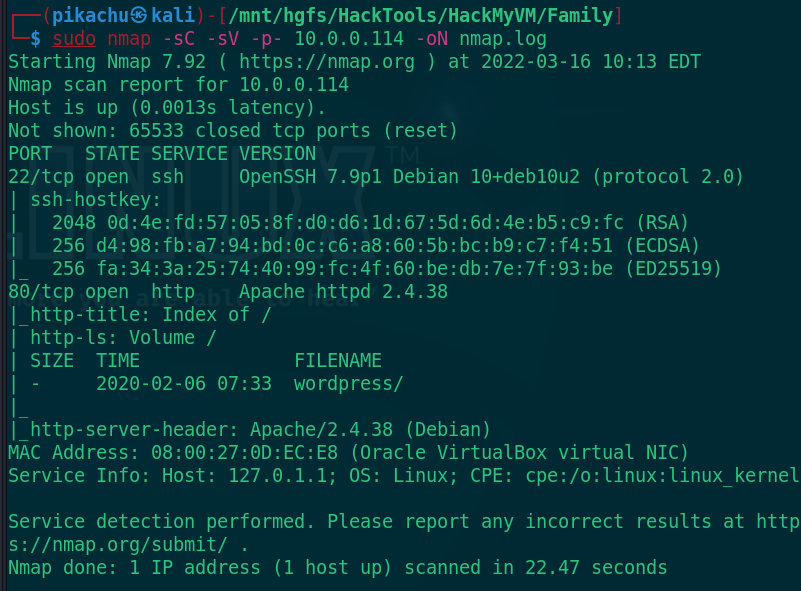 ┌──(pikachu㉿kali)-[/mnt/hgfs/HackTools/HackMyVM/Family]
└─$ sudo nmap -sC -sV -p- 10.0.0.114 -oN nmap.log
Starting Nmap 7.92 ( https://nmap.org ) at 2022-03-16 10:13 EDT
Nmap scan report for 10.0.0.114
Host is up (0.0013s latency).
Not shown: 65533 closed tcp ports (reset)
PORT   STATE SERVICE VERSION
22/tcp open  ssh     OpenSSH 7.9p1 Debian 10+deb10u2 (protocol 2.0)
| ssh-hostkey:
|   2048 0d:4e:fd:57:05:8f:d0:d6:1d:67:5d:6d:4e:b5:c9:fc (RSA)
|   256 d4:98:fb:a7:94:bd:0c:c6:a8:60:5b:bc:b9:c7:f4:51 (ECDSA)
|_  256 fa:34:3a:25:74:40:99:fc:4f:60:be:db:7e:7f:93:be (ED25519)
80/tcp open  http    Apache httpd 2.4.38
|_http-title: Index of /
| http-ls: Volume /
| SIZE  TIME              FILENAME
| -     2020-02-06 07:33  wordpress/
|_
|_http-server-header: Apache/2.4.38 (Debian)
MAC Address: 08:00:27:0D:EC:E8 (Oracle VirtualBox virtual NIC)
Service Info: Host: 127.0.1.1; OS: Linux; CPE: cpe:/o:linux:linux_kernel

Service detection performed. Please report any incorrect results at http
s://nmap.org/submit/ .
Nmap done: 1 IP address (1 host up) scanned in 22.47 seconds